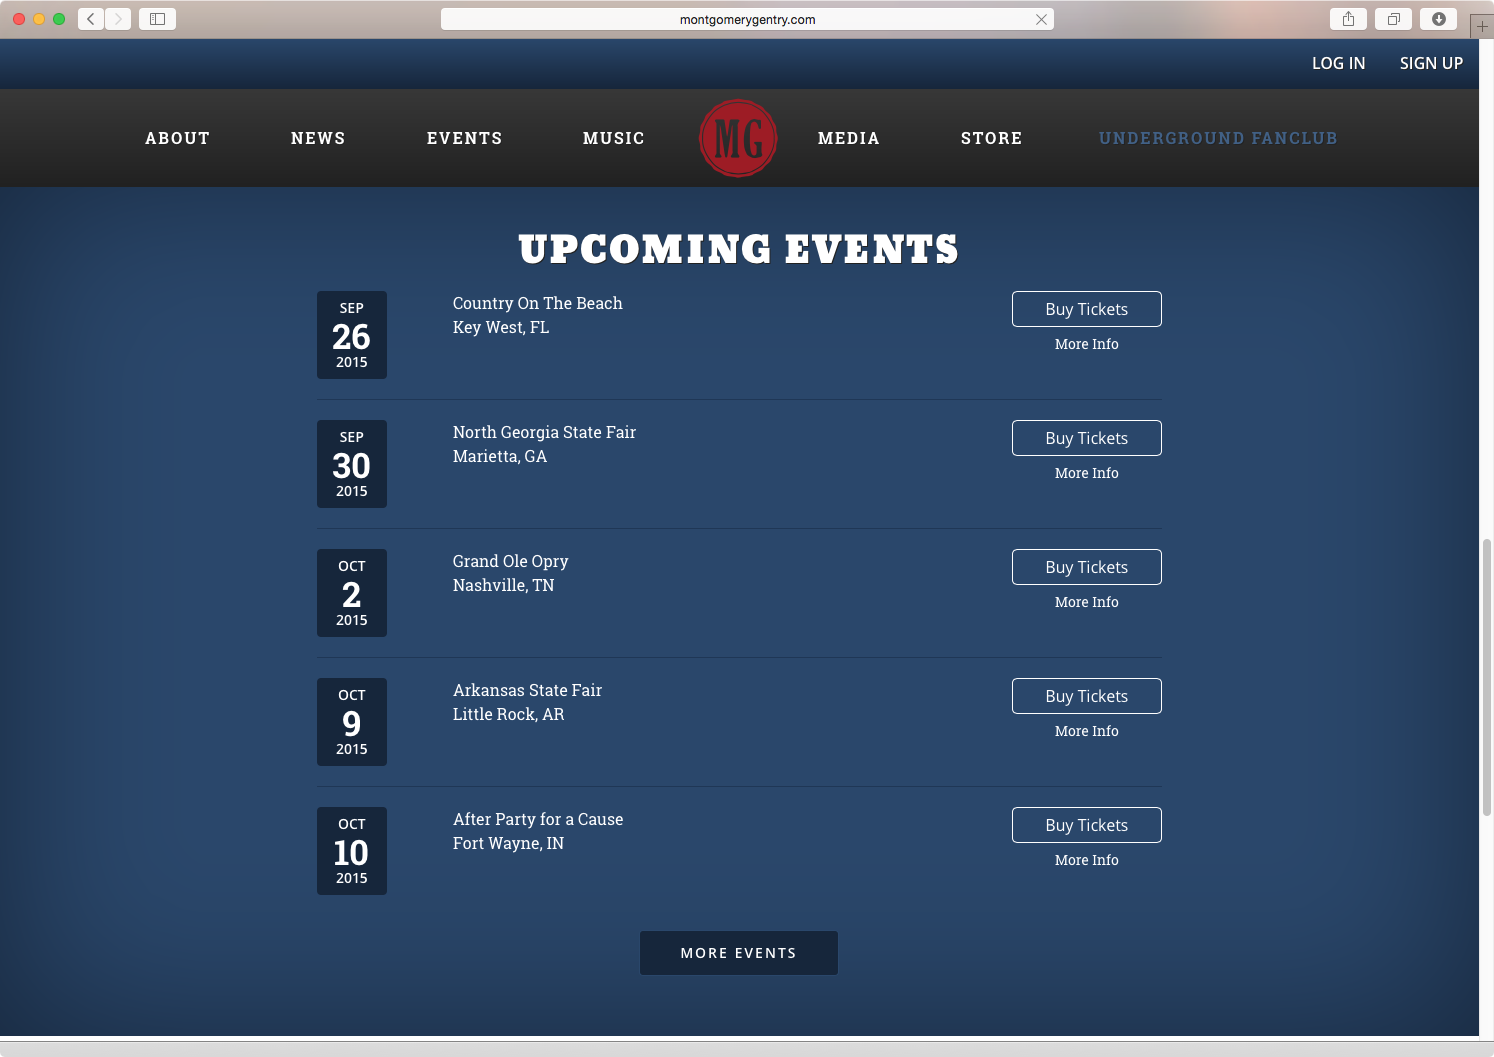 montgomerygentry.com
LOG IN SIGN UP
ABOUT NEWS EVENTS MUSIC MG MEDIA STORE UNDERGROUND FANCLUB
UPCOMING EVENTS
SEP
26
2015
Country On The Beach
Key West, FL
Buy Tickets
More Info
SEP
30
2015
North Georgia State Fair
Marietta, GA
Buy Tickets
More Info
OCT
2
2015
Grand Ole Opry
Nashville, TN
Buy Tickets
More Info
OCT
9
2015
Arkansas State Fair
Little Rock, AR
Buy Tickets
More Info
OCT
10
2015
After Party for a Cause
Fort Wayne, IN
Buy Tickets
More Info
MORE EVENTS